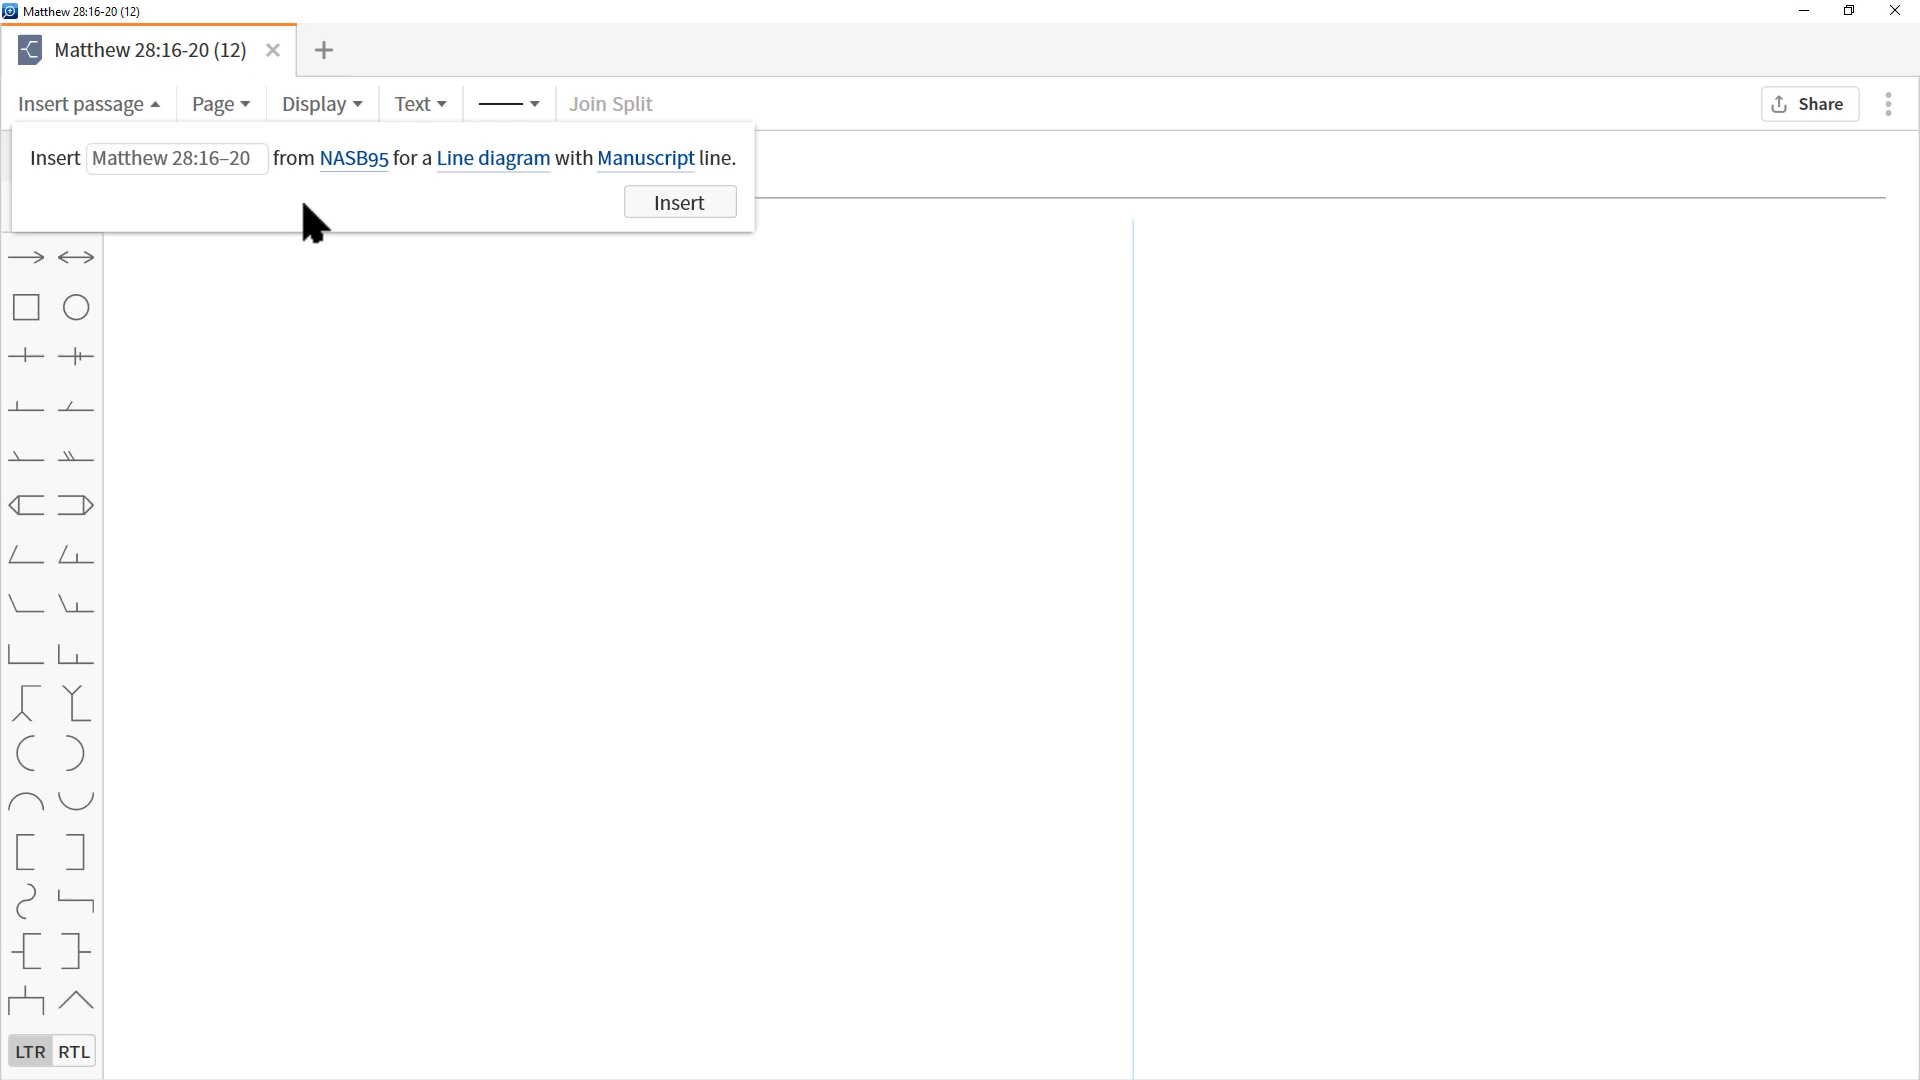 Matthew 28:16-20 (12)
Matthew 28:16-20 (12)
Insert passage Page Display Text Join Split Share
Insert Matthew 28:16–20 from NASB95 for a Line diagram with Manuscript line.
Insert
LTR RTL